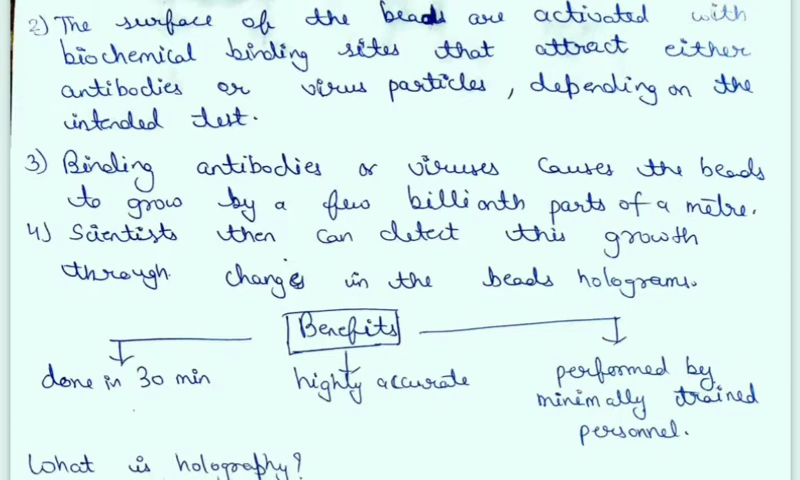 2) The surface of the beads are activated with
biochemical binding sites that attract either
antibodies or virus particles, depending on the
intended test.
3) Binding antibodies or viruses causes the beads
to grow by a few billionth parts of a metre.
4) Scientists then can detect this growth
through changes in the beads holograms.
Benefits
done in 30 min
highly accurate
performed by
minimally trained
personnel.
What is holography?